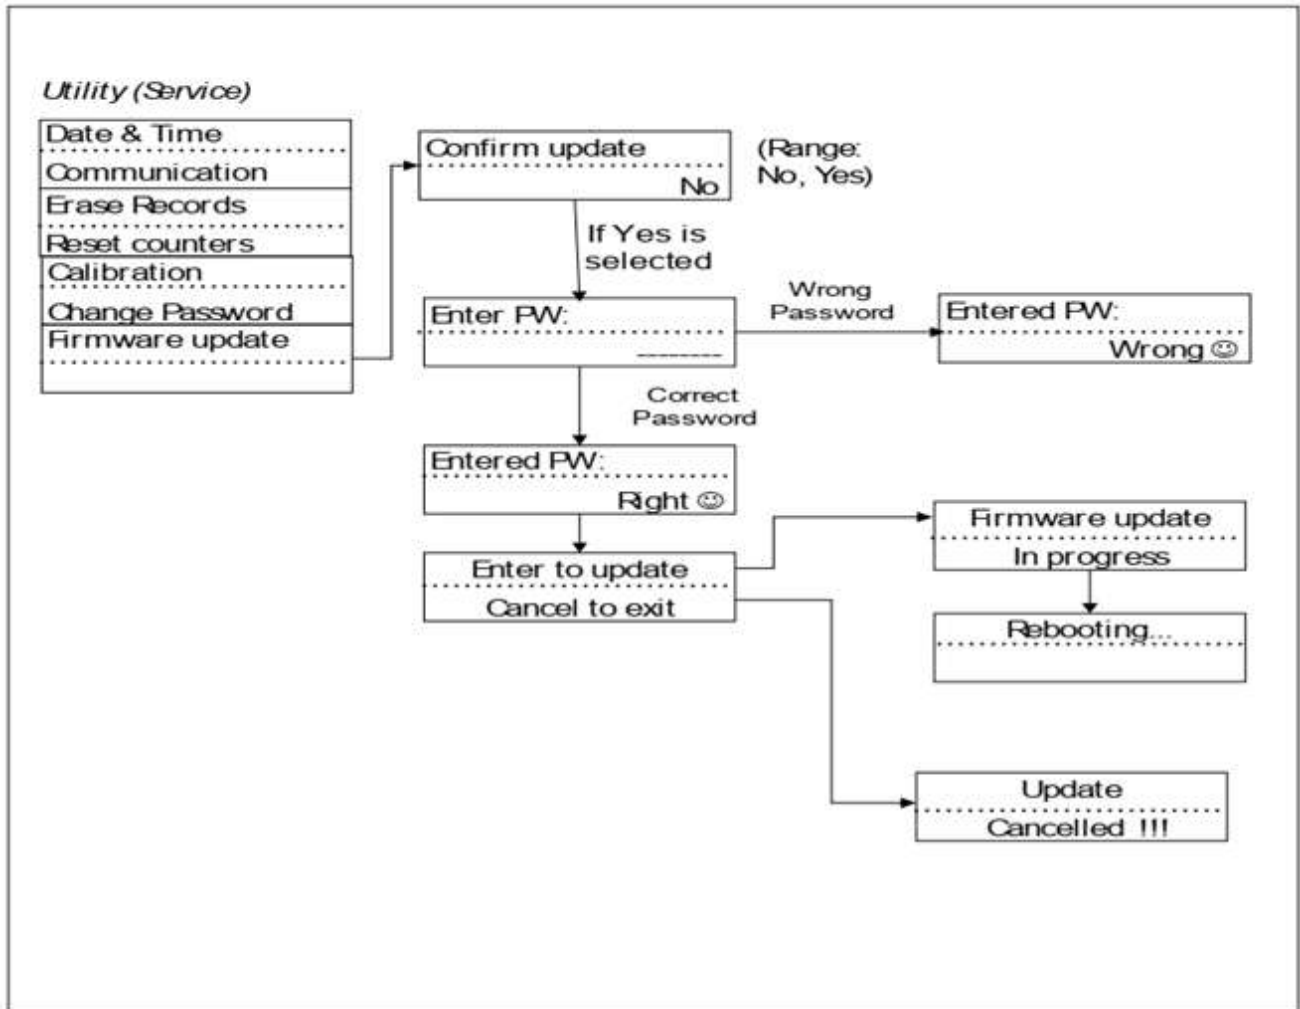 Utility (Service)
Date & Time
Communication
Erase Records
Reset counters
Calibration
Change Password
Firmware update
Confirm update
No
(Range:
No, Yes)
If Yes is
selected
Enter PW:
--------
Wrong
Password
Entered PW:
Wrong ☺
Correct
Password
Entered PW:
Right ☺
Enter to update
Cancel to exit
Firmware update
In progress
Rebooting...
Update
Cancelled !!!